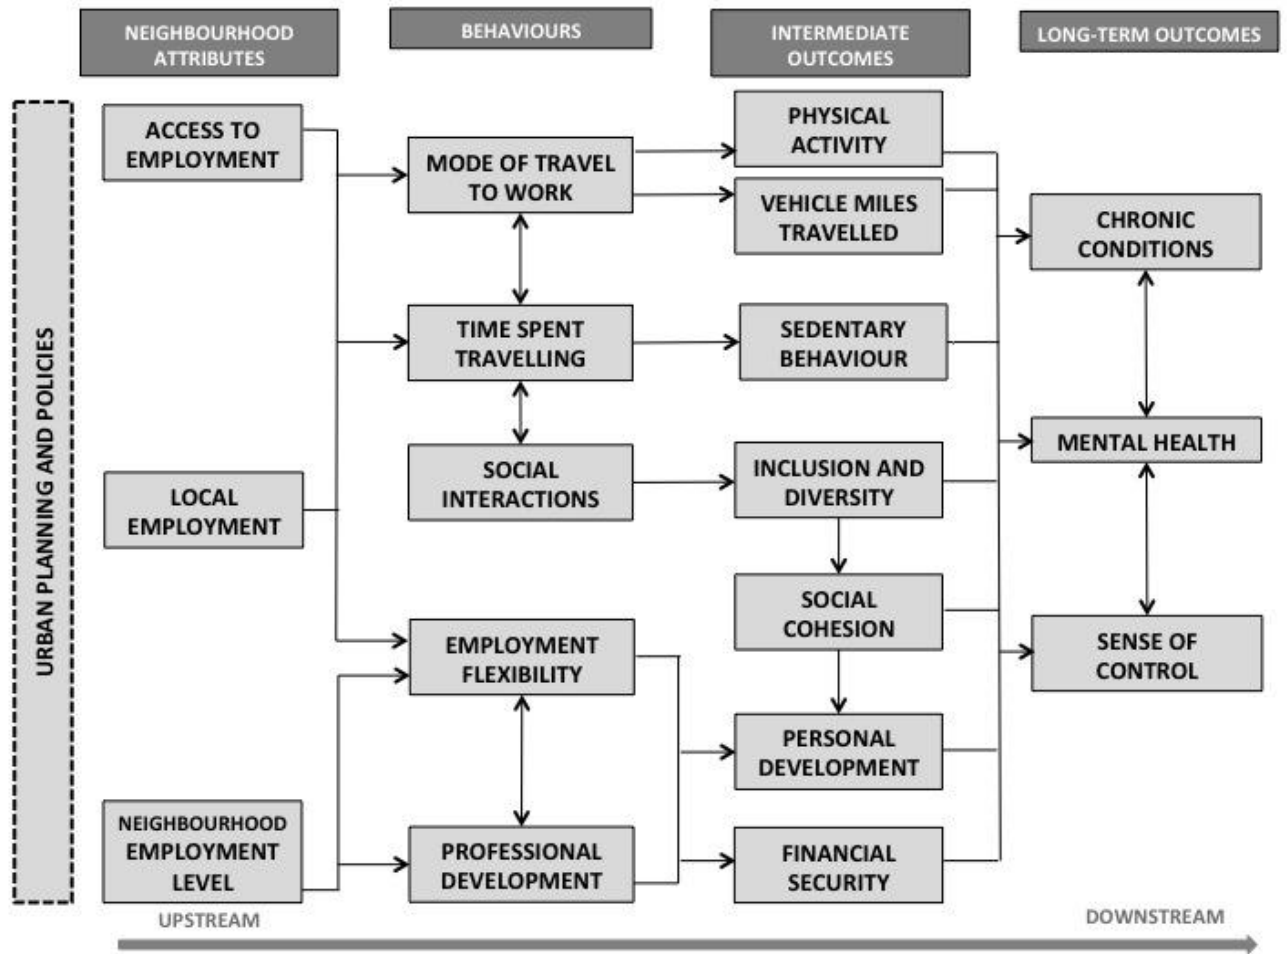 NEIGHBOURHOOD
ATTRIBUTES
BEHAVIOURS
INTERMEDIATE
OUTCOMES
LONG-TERM OUTCOMES
URBAN PLANNING AND POLICIES
ACCESS TO
EMPLOYMENT
LOCAL
EMPLOYMENT
NEIGHBOURHOOD
EMPLOYMENT
LEVEL
MODE OF TRAVEL
TO WORK
TIME SPENT
TRAVELLING
SOCIAL
INTERACTIONS
EMPLOYMENT
FLEXIBILITY
PROFESSIONAL
DEVELOPMENT
PHYSICAL
ACTIVITY
VEHICLE MILES
TRAVELLED
SEDENTARY
BEHAVIOUR
INCLUSION AND
DIVERSITY
SOCIAL
COHESION
PERSONAL
DEVELOPMENT
FINANCIAL
SECURITY
CHRONIC
CONDITIONS
MENTAL HEALTH
SENSE OF
CONTROL
UPSTREAM
DOWNSTREAM